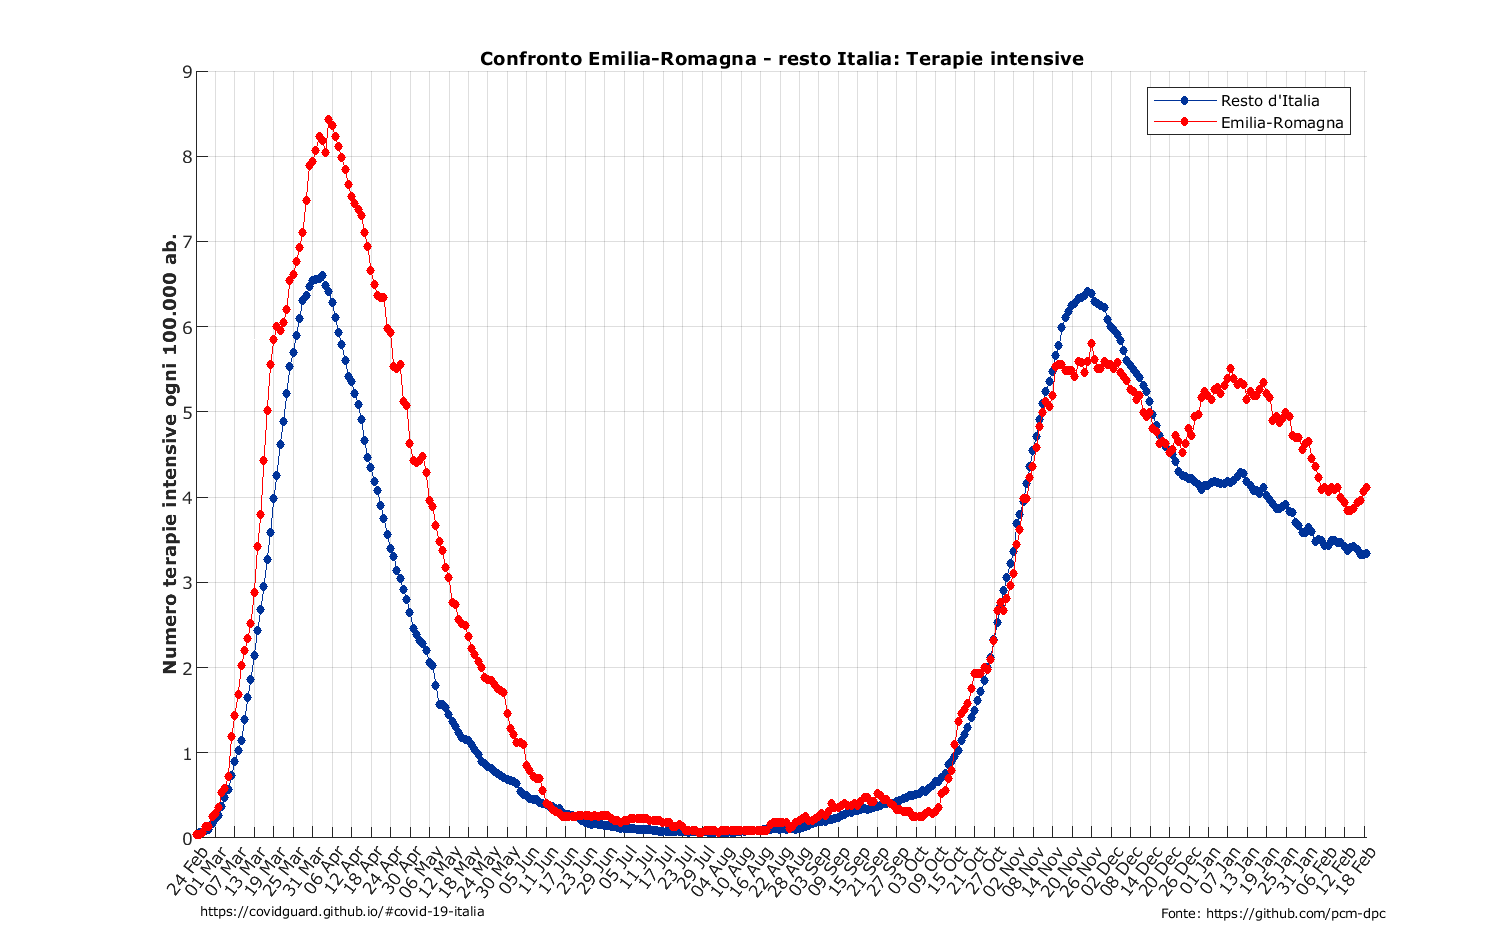 Confronto Emilia-Romagna - resto Italia: Terapie intensive
Resto d'Italia
Emilia-Romagna
Numero terapie intensive ogni 100.000 ab.
9
8
7
6
5
4
3
2
1
0
24 Feb
01 Mar
07 Mar
13 Mar
19 Mar
25 Mar
31 Mar
06 Apr
12 Apr
18 Apr
24 Apr
30 Apr
06 May
12 May
18 May
24 May
30 May
05 Jun
11 Jun
17 Jun
23 Jun
29 Jun
05 Jul
11 Jul
17 Jul
23 Jul
29 Jul
04 Aug
10 Aug
16 Aug
22 Aug
28 Aug
03 Sep
09 Sep
15 Sep
21 Sep
27 Sep
03 Oct
09 Oct
15 Oct
21 Oct
27 Oct
02 Nov
08 Nov
14 Nov
20 Nov
26 Nov
02 Dec
08 Dec
14 Dec
20 Dec
26 Dec
01 Jan
07 Jan
13 Jan
19 Jan
25 Jan
31 Jan
06 Feb
12 Feb
18 Feb
https://covidguard.github.io/#covid-19-italia
Fonte: https://github.com/pcm-dpc